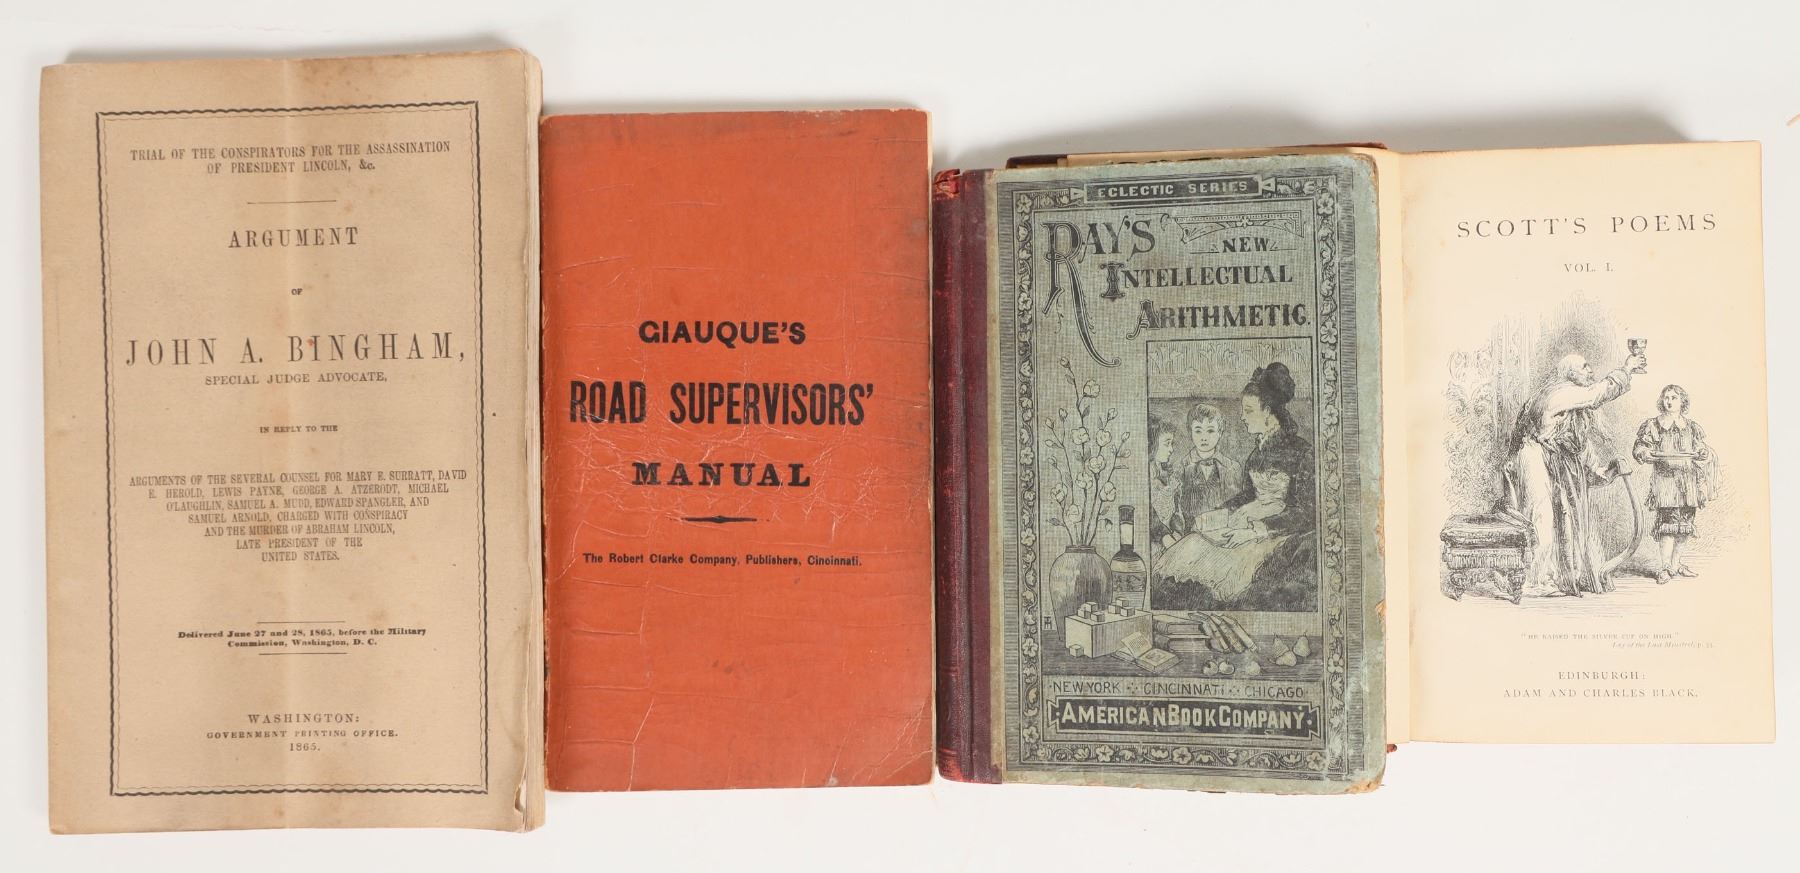 TRIAL OF THE CONSPIRATORS FOR THE ASSASSINATION
OF PRESIDENT LINCOLN, &c.
ARGUMENT
OF
JOHN A. BINGHAM,
SPECIAL JUDGE ADVOCATE,
IN REPLY TO THE
ARGUMENTS OF THE SEVERAL COUNSEL FOR MARY E. SURRATT, DAVID
E. HEROLD, LEWIS PAYNE, GEORGE A. ATZERODT, MICHAEL
O'LAUGHLIN, SAMUEL A. MUDD, EDWARD SPANGLER, AND
SAMUEL ARNOLD, CHARGED WITH CONSPIRACY
AND THE MURDER OF ABRAHAM LINCOLN,
LATE PRESIDENT OF THE
UNITED STATES.
Delivered June 27 and 28, 1865, before the Military
Commission, Washington, D. C.
WASHINGTON:
GOVERNMENT PRINTING OFFICE.
1865.
GIAUQUE'S
ROAD SUPERVISORS'
MANUAL
The Robert Clarke Company, Publishers, Cincinnati.
ECLECTIC SERIES
RAY'S
NEW
INTELLECTUAL
ARITHMETIC.
NEW YORK CINCINNATI CHICAGO
AMERICAN BOOK COMPANY
SCOTT'S POEMS
VOL. I.
"HE RAISED THE SILVER CUP ON HIGH."
Lay of the Last Minstrel, p.
EDINBURGH:
ADAM AND CHARLES BLACK.